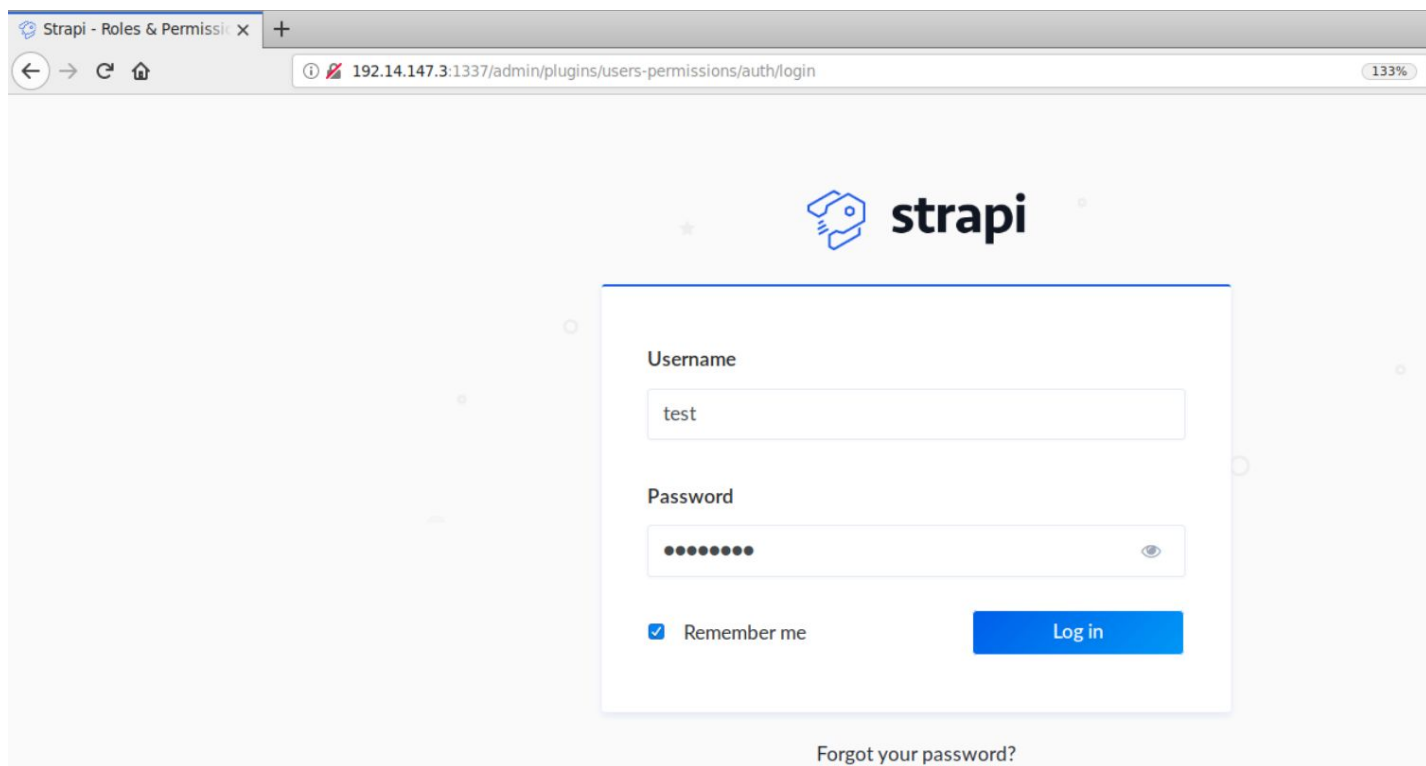 Strapi - Roles & Permissio
192.14.147.3:1337/admin/plugins/users-permissions/auth/login
133%
strapi
Username
test
Password
••••••••
Remember me
Log in
Forgot your password?